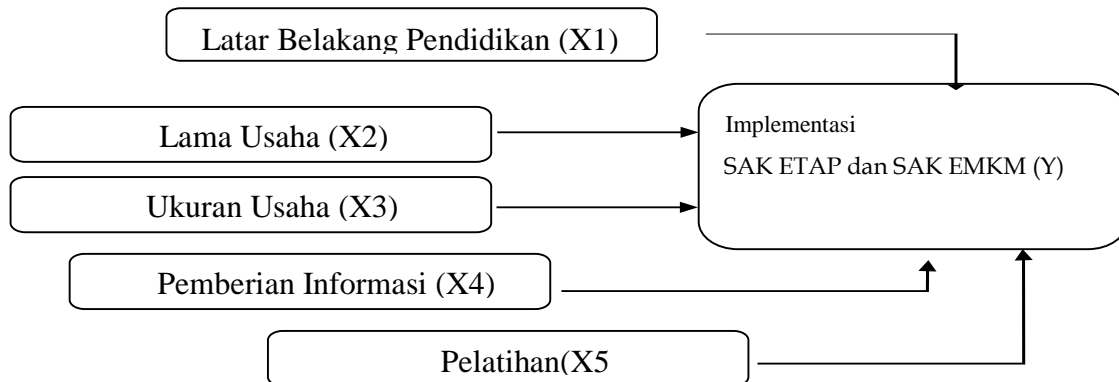 Latar Belakang Pendidikan (X1)
Lama Usaha (X2)
Ukuran Usaha (X3)
Pemberian Informasi (X4)
Pelatihan(X5
Implementasi
SAK ETAP dan SAK EMKM (Y)